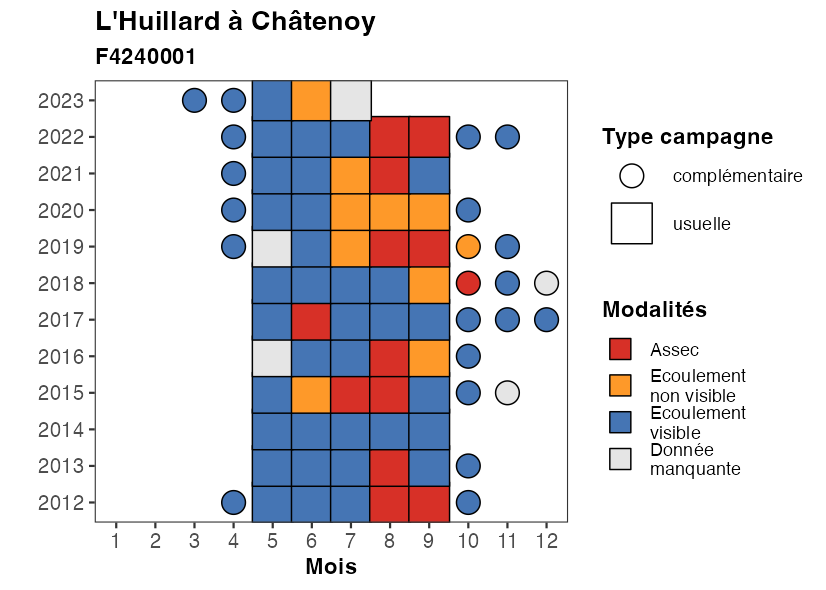 L'Huillard à Châtenoy
F4240001
2023
2022
2021
2020
2019
2018
2017
2016
2015
2014
2013
2012
1 2 3 4 5 6 7 8 9 10 11 12
Mois
Type campagne
complémentaire
usuelle
Modalités
Assec
Ecoulement
non visible
Ecoulement
visible
Donnée
manquante